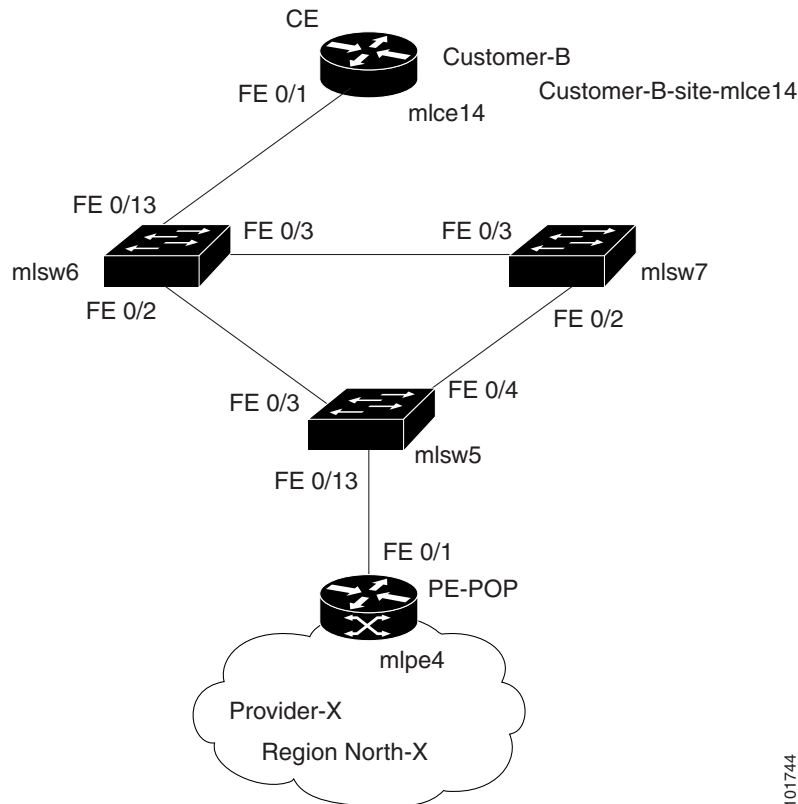 CE
Customer-B
FE 0/1
Customer-B-site-mlce14
mlce14
FE 0/13
FE 0/3
FE 0/3
mlsw6
mlsw7
FE 0/2
FE 0/2
FE 0/3
FE 0/4
mlsw5
FE 0/13
FE 0/1
PE-POP
mlpe4
Provider-X
Region North-X
101744